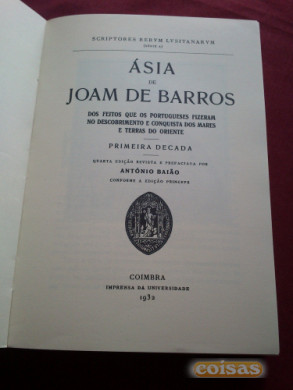 SCRIPTORES RERVM LVSITANARVM
ÁSIA
DE
JOAM DE BARROS
DOS FEITOS QUE OS PORTUGUESES FIZERAM
NO DESCOBRIMENTO E CONQUISTA DOS MARES
E TERRAS DO ORIENTE
PRIMEIRA DECADA
QUARTA EDIÇÃO REVISTA E PREFACIADA POR
ANTÓNIO BAIÃO
CONFORME A EDIÇÃO PRINCEPE
COIMBRA
IMPRENSA DA UNIVERSIDADE
1932
coisas